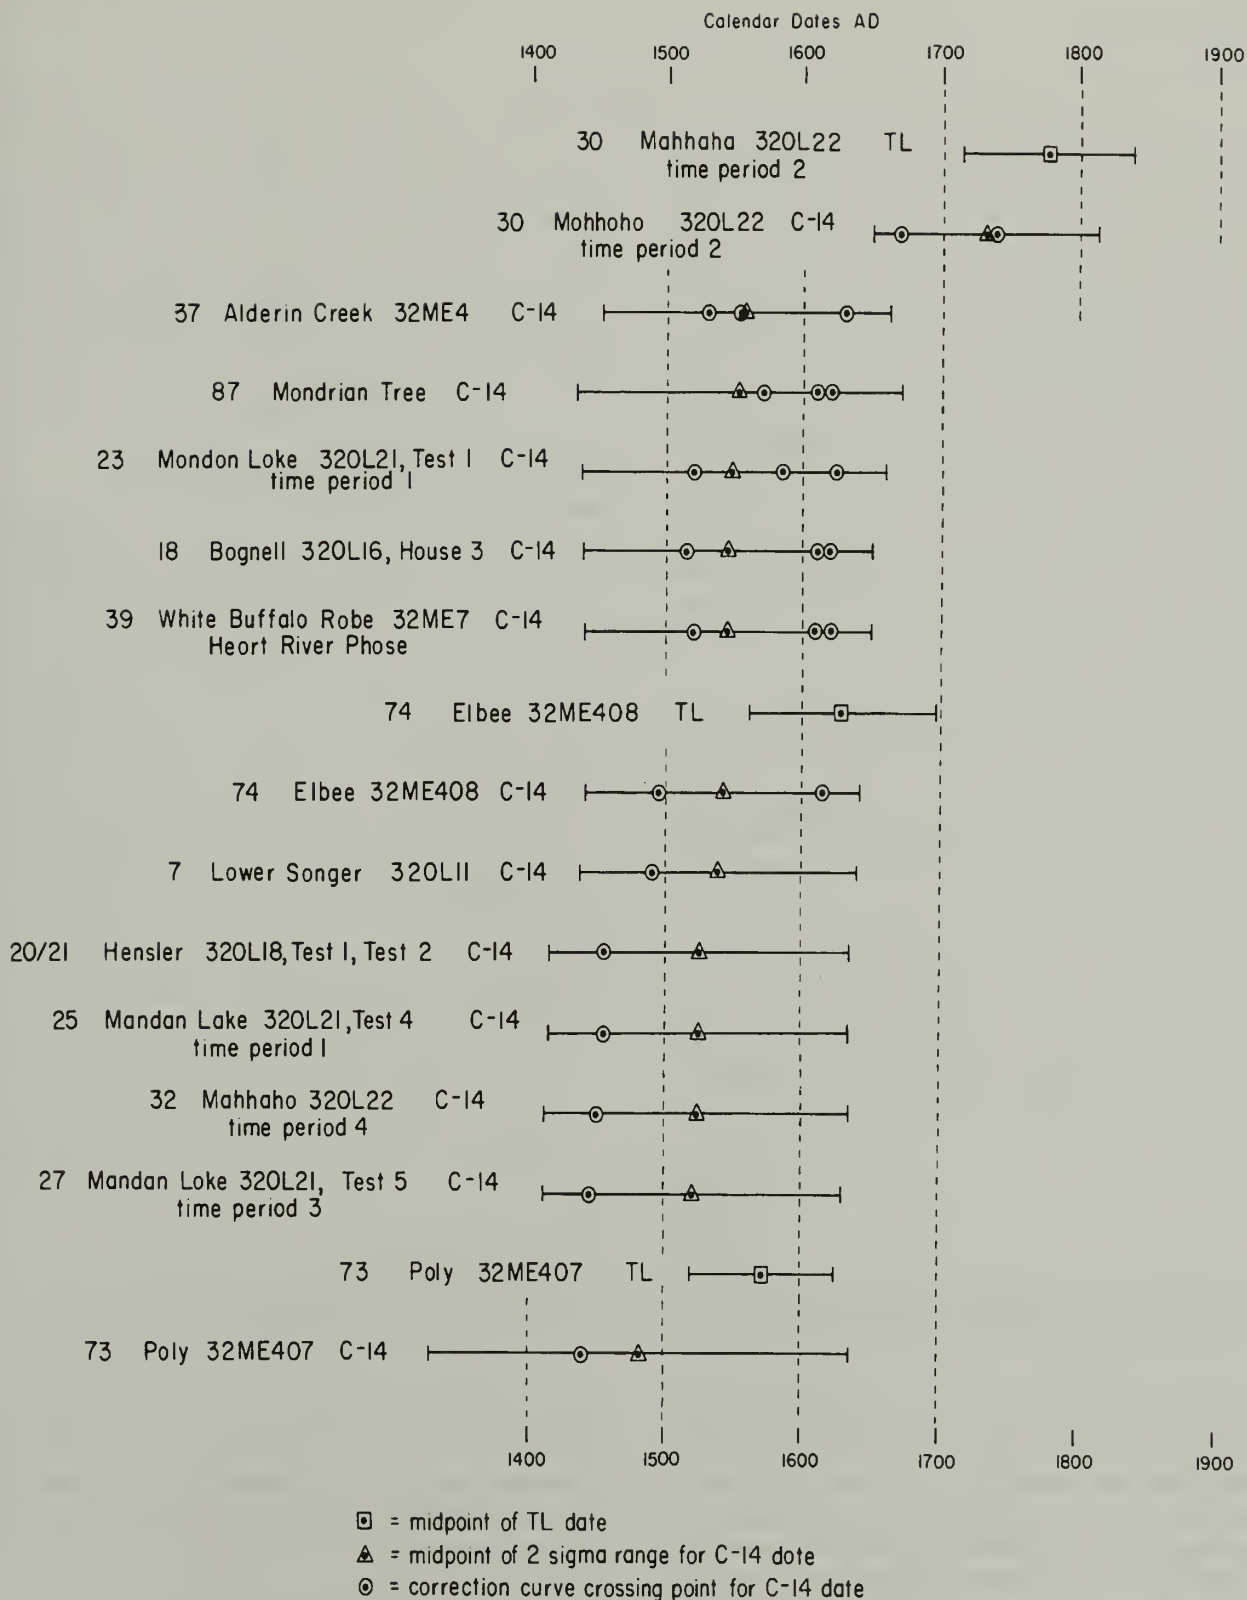 Calendar Dates AD
1400 1500 1600 1700 1800 1900
30 Mahhaha 320L22 TL
time period 2
30 Mohhoho 320L22 C-14
time period 2
37 Alderin Creek 32ME4 C-14
87 Mondrian Tree C-14
23 Mondon Loke 320L21, Test 1 C-14
time period 1
18 Bognell 320L16, House 3 C-14
39 White Buffalo Robe 32ME7 C-14
Heort River Phose
74 Elbee 32ME408 TL
74 Elbee 32ME408 C-14
7 Lower Songer 320L11 C-14
20/21 Hensler 320L18, Test 1, Test 2 C-14
25 Mandan Lake 320L21, Test 4 C-14
time period 1
32 Mahhaho 320L22 C-14
time period 4
27 Mandan Loke 320L21, Test 5 C-14
time period 3
73 Poly 32ME407 TL
73 Poly 32ME407 C-14
1400 1500 1600 1700 1800 1900
= midpoint of TL date
= midpoint of 2 sigma range for C-14 dote
= correction curve crossing point for C-14 date